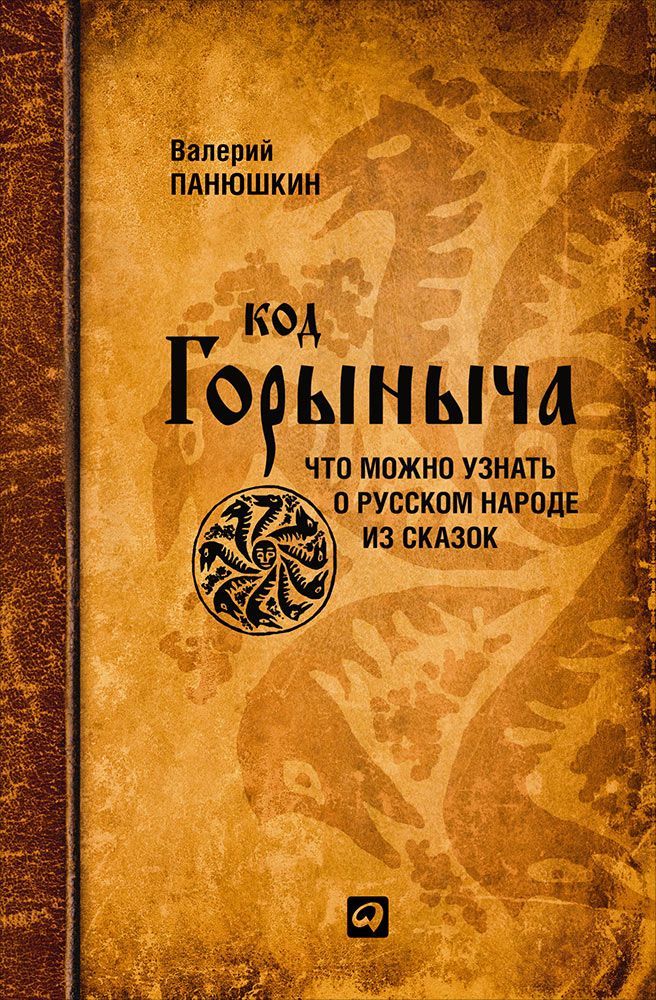 Валерий
ПАНЮШКИН
код
Горыныча
ЧТО МОЖНО УЗНАТЬ
О РУССКОМ НАРОДЕ
ИЗ СКАЗОК